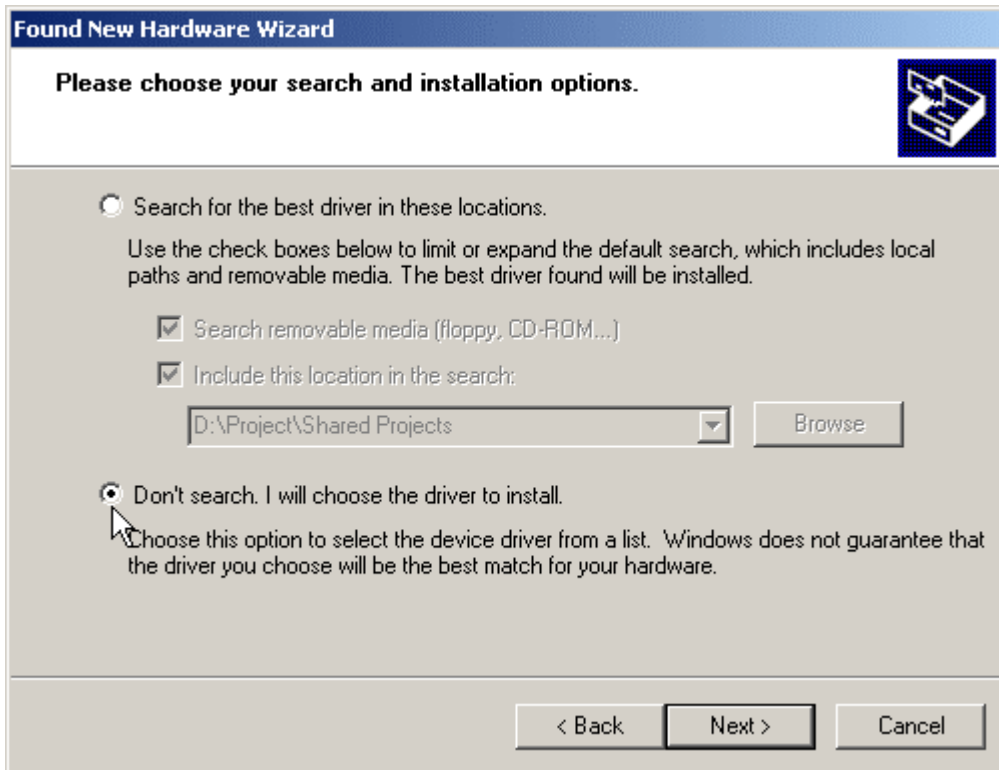 Found New Hardware Wizard
Please choose your search and installation options.
Search for the best driver in these locations.
Use the check boxes below to limit or expand the default search, which includes local
paths and removable media. The best driver found will be installed.
Search removable media (floppy, CD-ROM...)
Include this location in the search:
D:\Project\Shared Projects
Browse
Don't search. I will choose the driver to install.
Choose this option to select the device driver from a list.  Windows does not guarantee that
the driver you choose will be the best match for your hardware.
< Back
Next >
Cancel